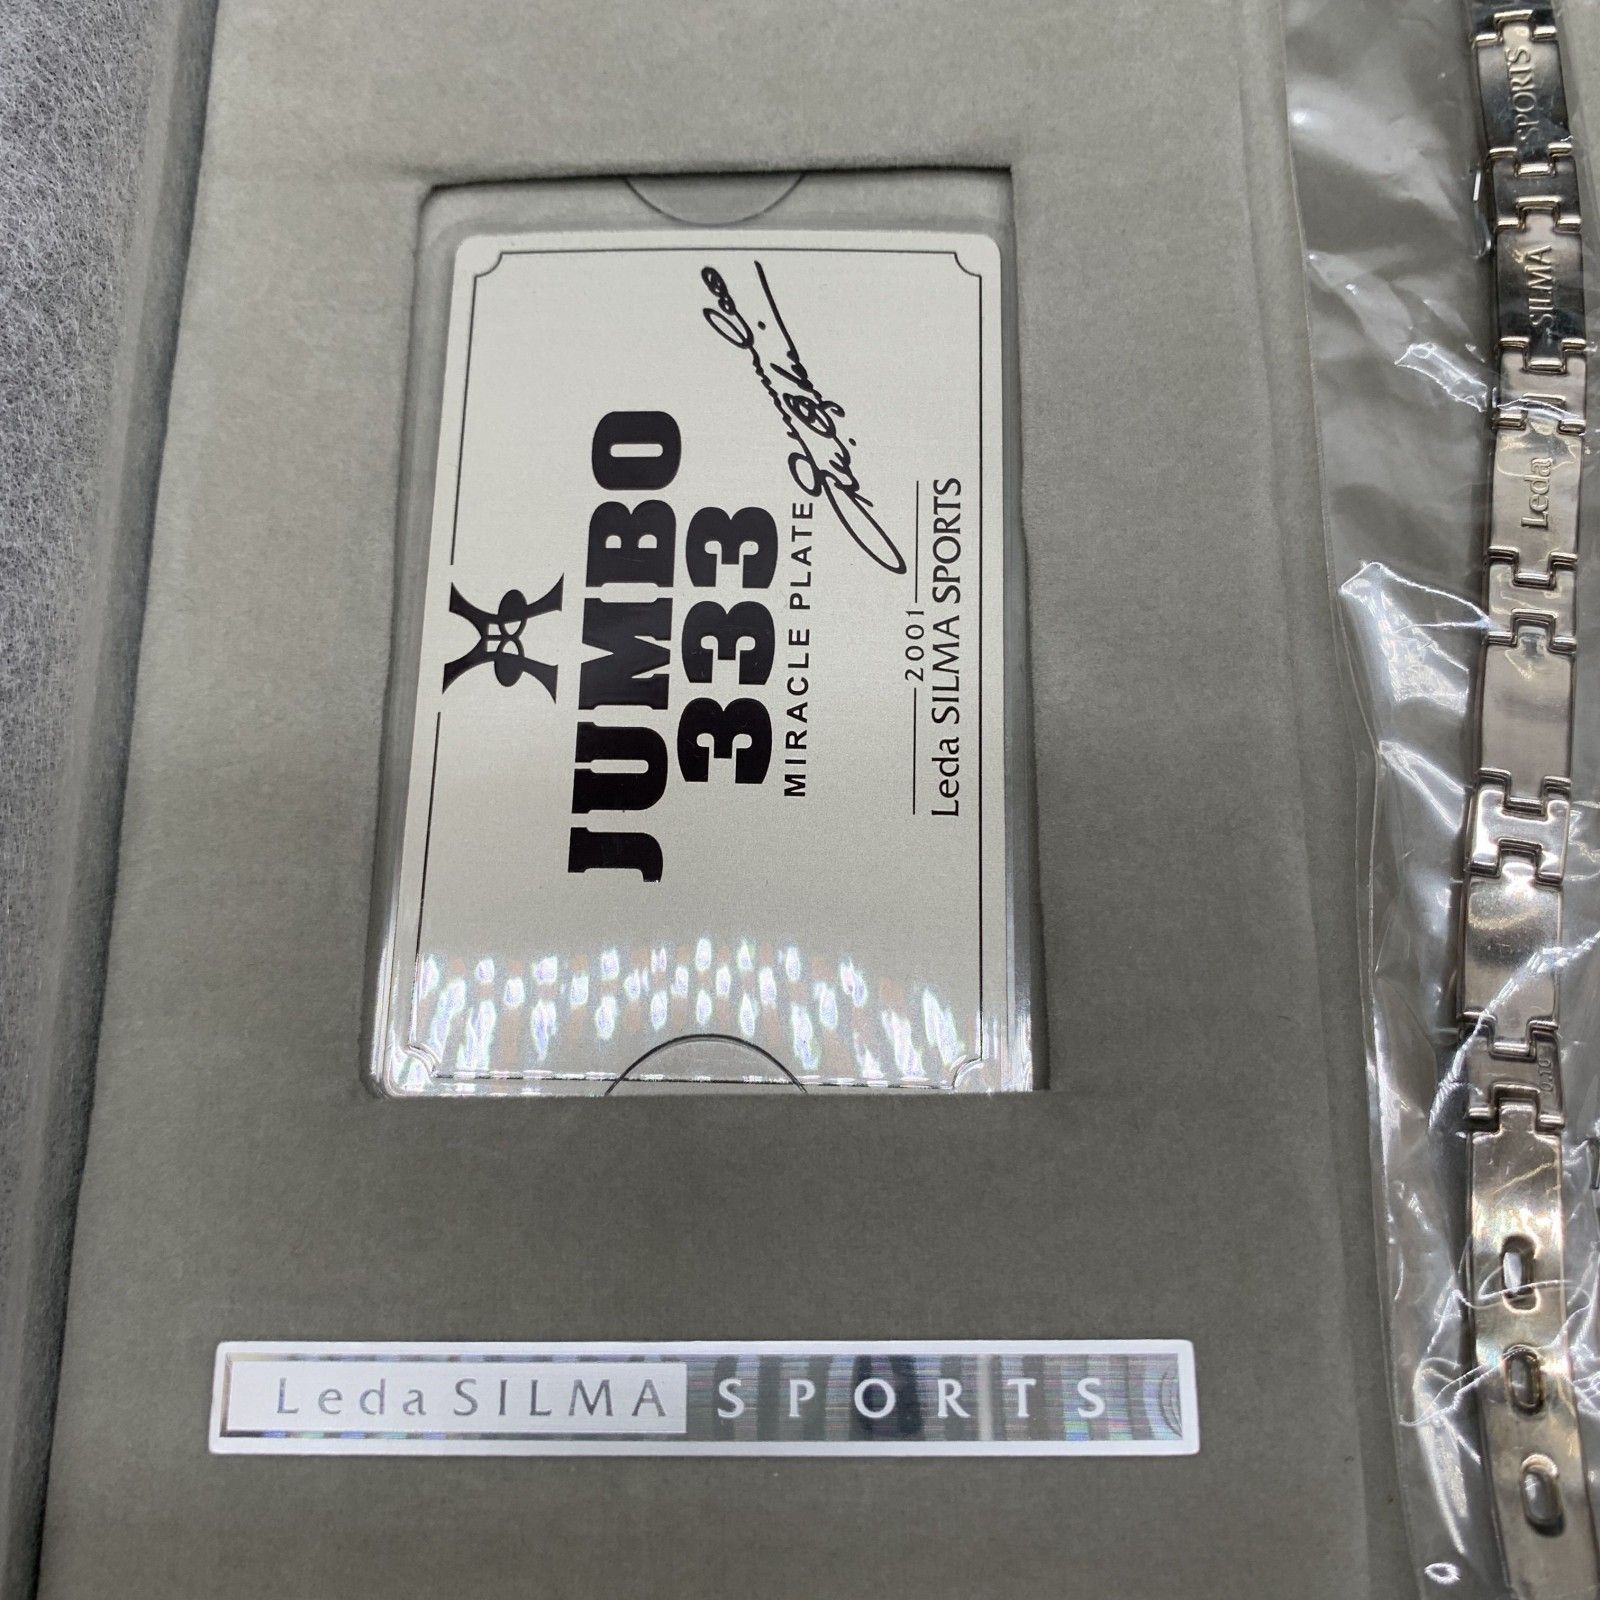 JUMBO
333
MIRACLE PLATE
2001
Leda SILMA SPORTS
Leda SILMA SPORTS
Leda SILMA SPORTS